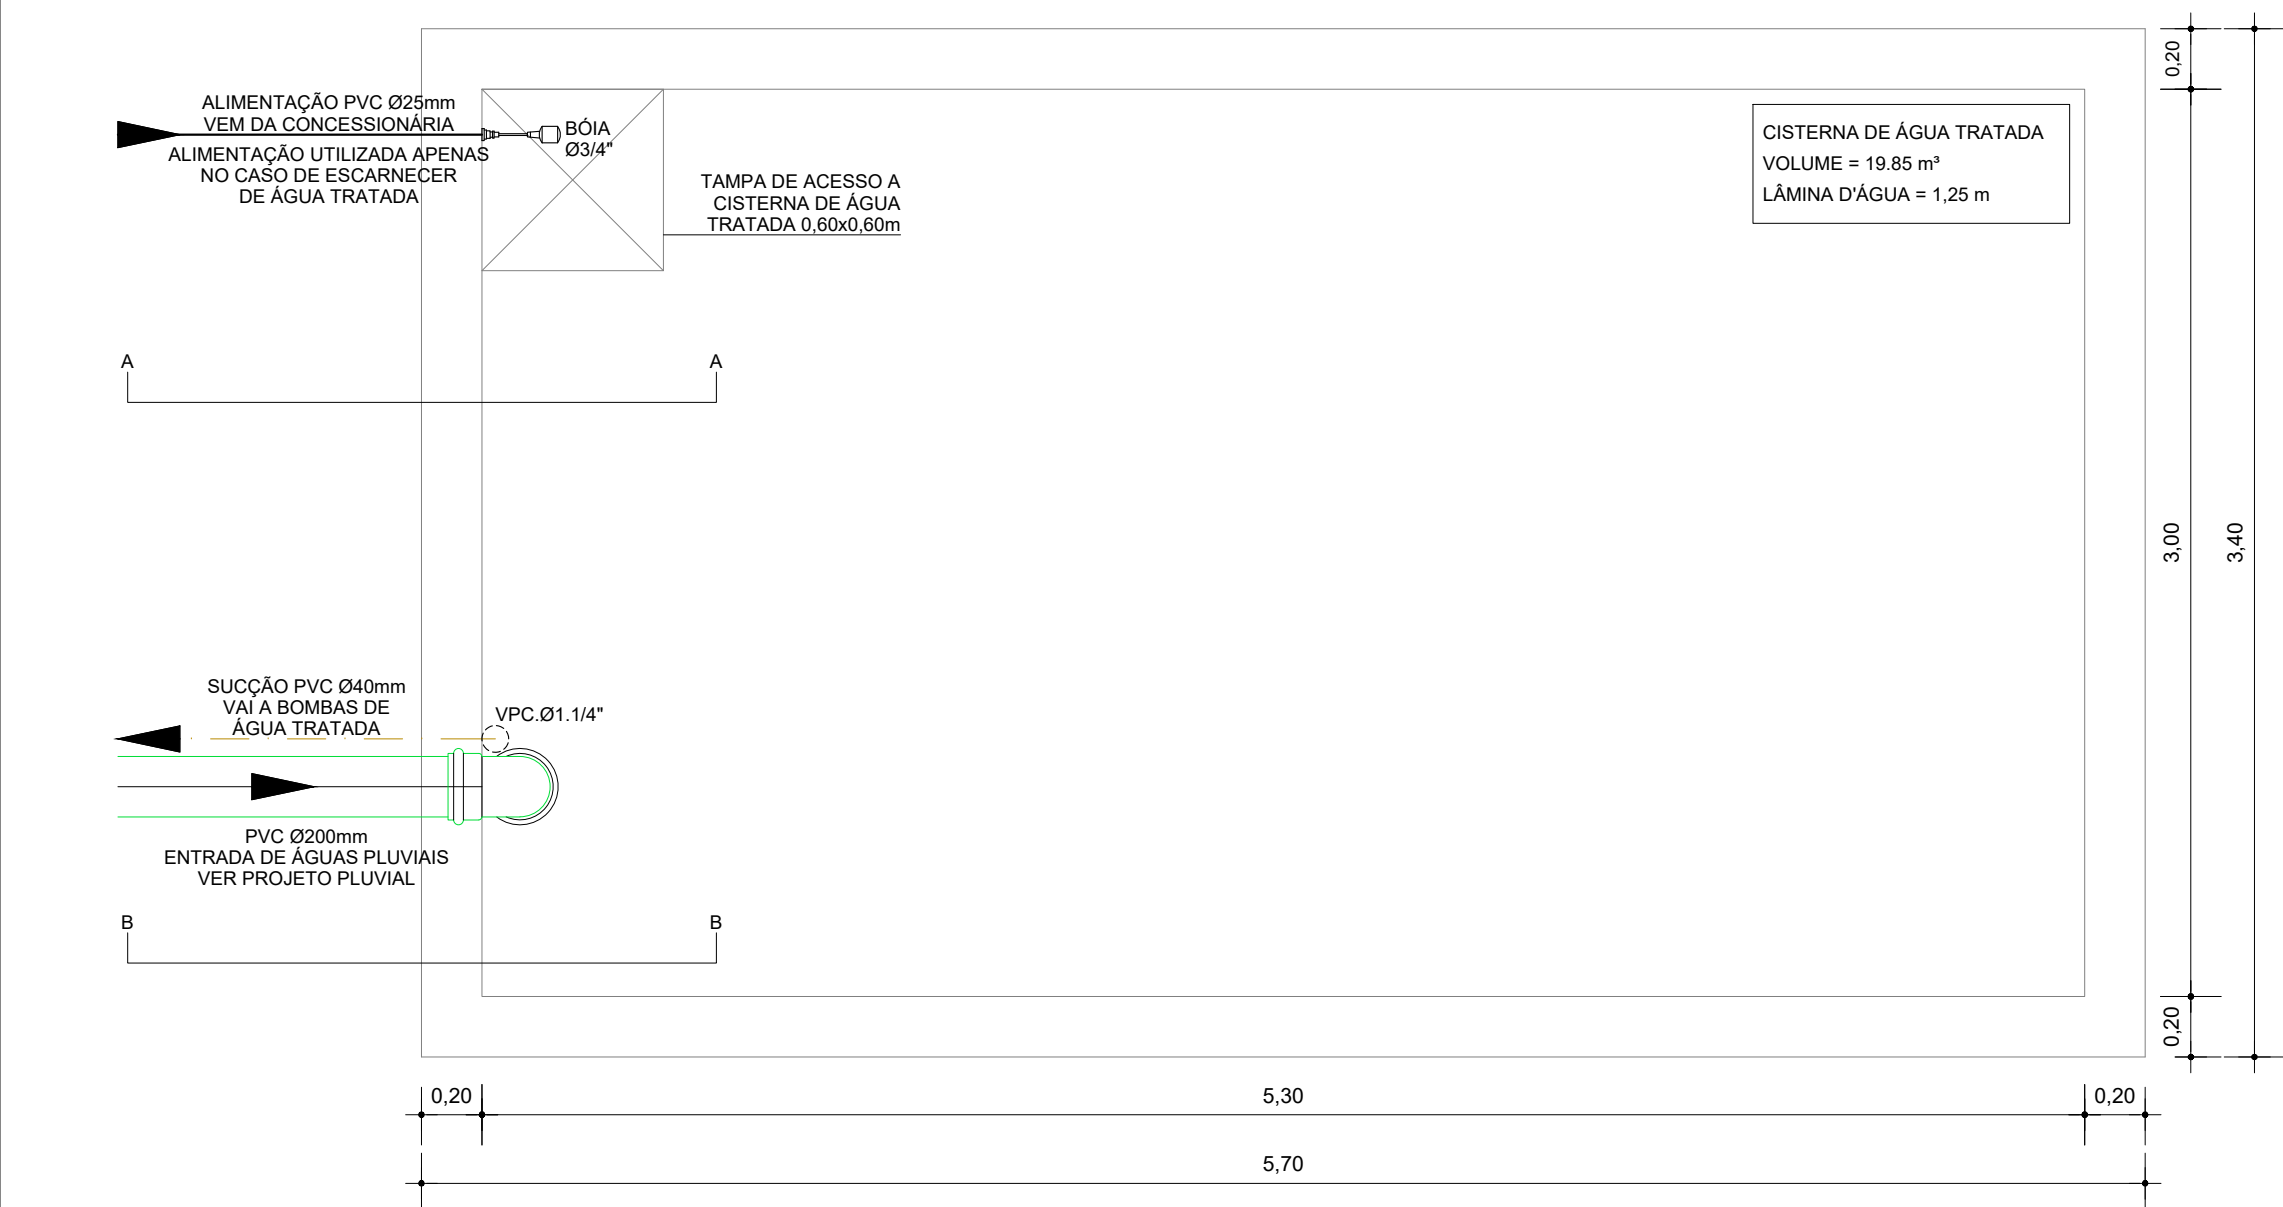 0,20
ALIMENTAÇÃO PVC Ø25mm
VEM DA CONCESSIONÁRIA
ALIMENTAÇÃO UTILIZADA APENAS
NO CASO DE ESCARNECER
DE ÁGUA TRATADA
BÓIA
Ø3/4"
TAMPA DE ACESSO A
CISTERNA DE ÁGUA
TRATADA 0,60x0,60m
CISTERNA DE ÁGUA TRATADA
VOLUME = 19.85 m³
LÂMINA D'ÁGUA = 1,25 m
A
A
3,00
3,40
SUCÇÃO PVC Ø40mm
VAI A BOMBAS DE
ÁGUA TRATADA
VPC.Ø1.1/4"
PVC Ø200mm
ENTRADA DE ÁGUAS PLUVIAIS
VER PROJETO PLUVIAL
B
B
0,20
0,20
5,30
0,20
5,70